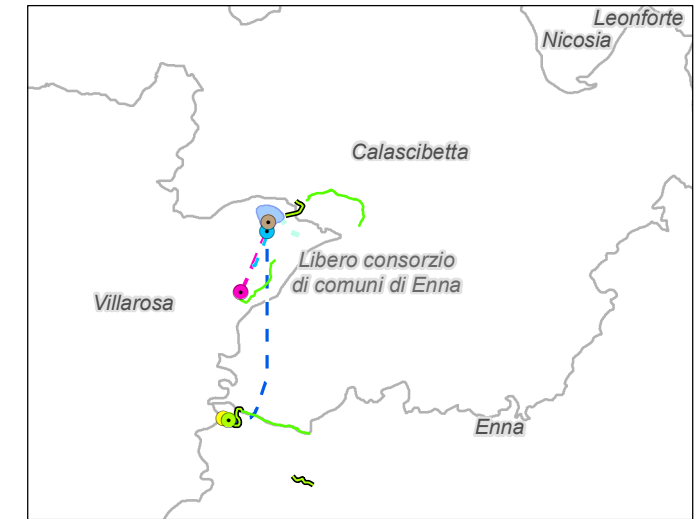 Leonforte
Nicosia
Calascibetta
Libero consorzio
di comuni di Enna
Villarosa
Enna